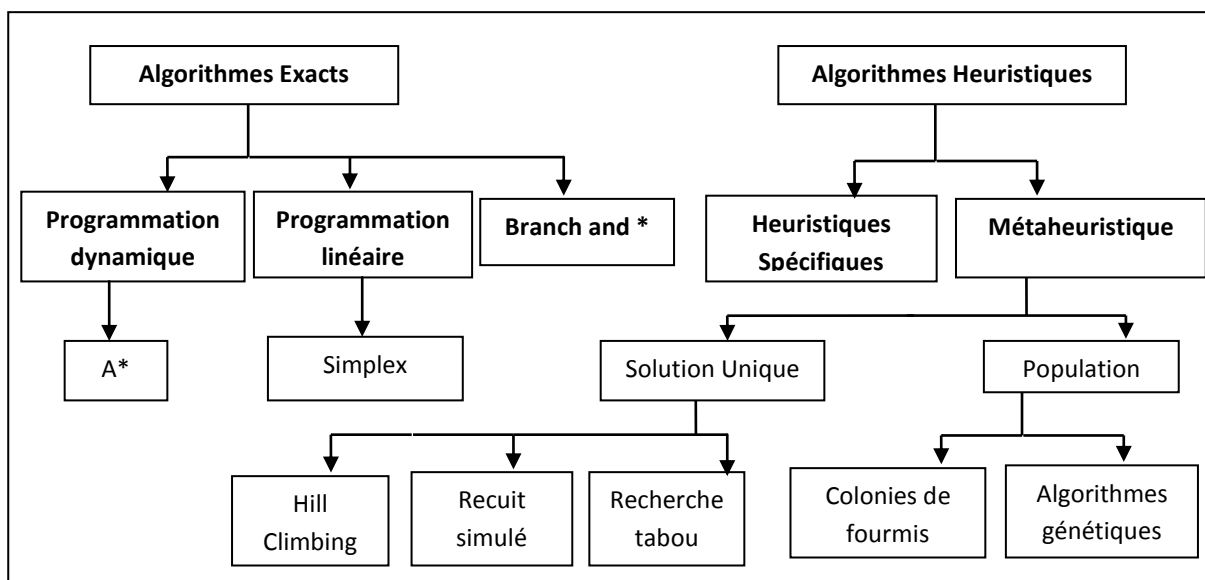 Algorithmes Exacts
Algorithmes Heuristiques
Programmation
dynamique
Programmation
linéaire
Branch and *
Heuristiques
Spécifiques
Métaheuristique
A*
Simplex
Solution Unique
Population
Hill
Climbing
Recuit
simulé
Recherche
tabou
Colonies de
fourmis
Algorithmes
génétiques